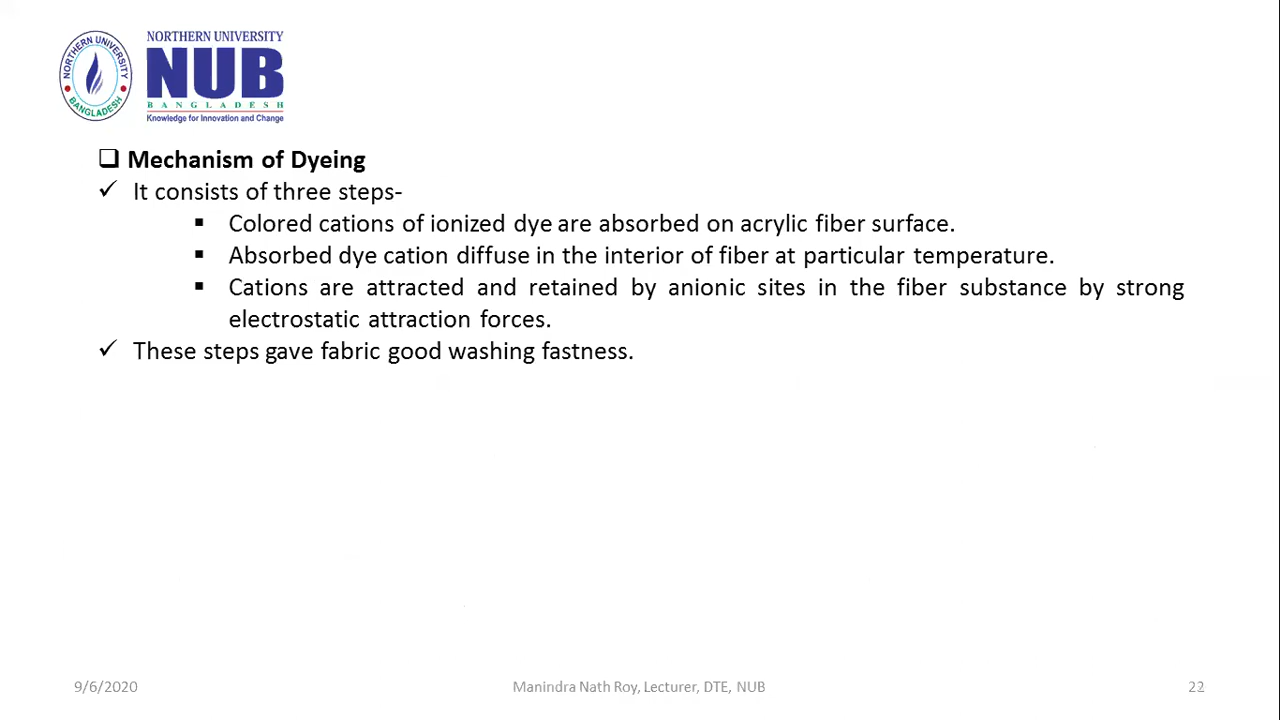 NORTHERN UNIVERSITY
BANGLADESH
NORTHERN UNIVERSITY
NUB
BANGLADESH
Knowledge for Innovation and Change
Mechanism of Dyeing
It consists of three steps-
Colored cations of ionized dye are absorbed on acrylic fiber surface.
Absorbed dye cation diffuse in the interior of fiber at particular temperature.
Cations are attracted and retained by anionic sites in the fiber substance by strong
electrostatic attraction forces.
These steps gave fabric good washing fastness.
9/6/2020
Manindra Nath Roy, Lecturer, DTE, NUB
22